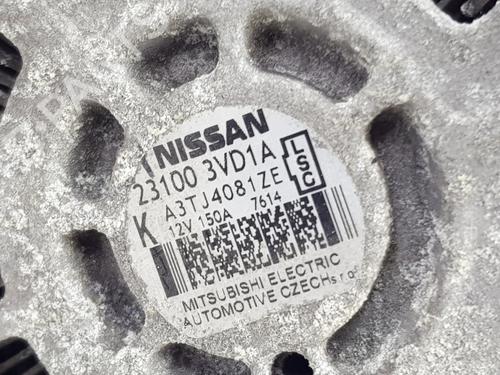 NISSAN
23100 3VD1A
K A3TJ4081ZE
LSC
12V 150A 7614
MITSUBISHI ELECTRIC
AUTOMOTIVE CZECH s.r.o.